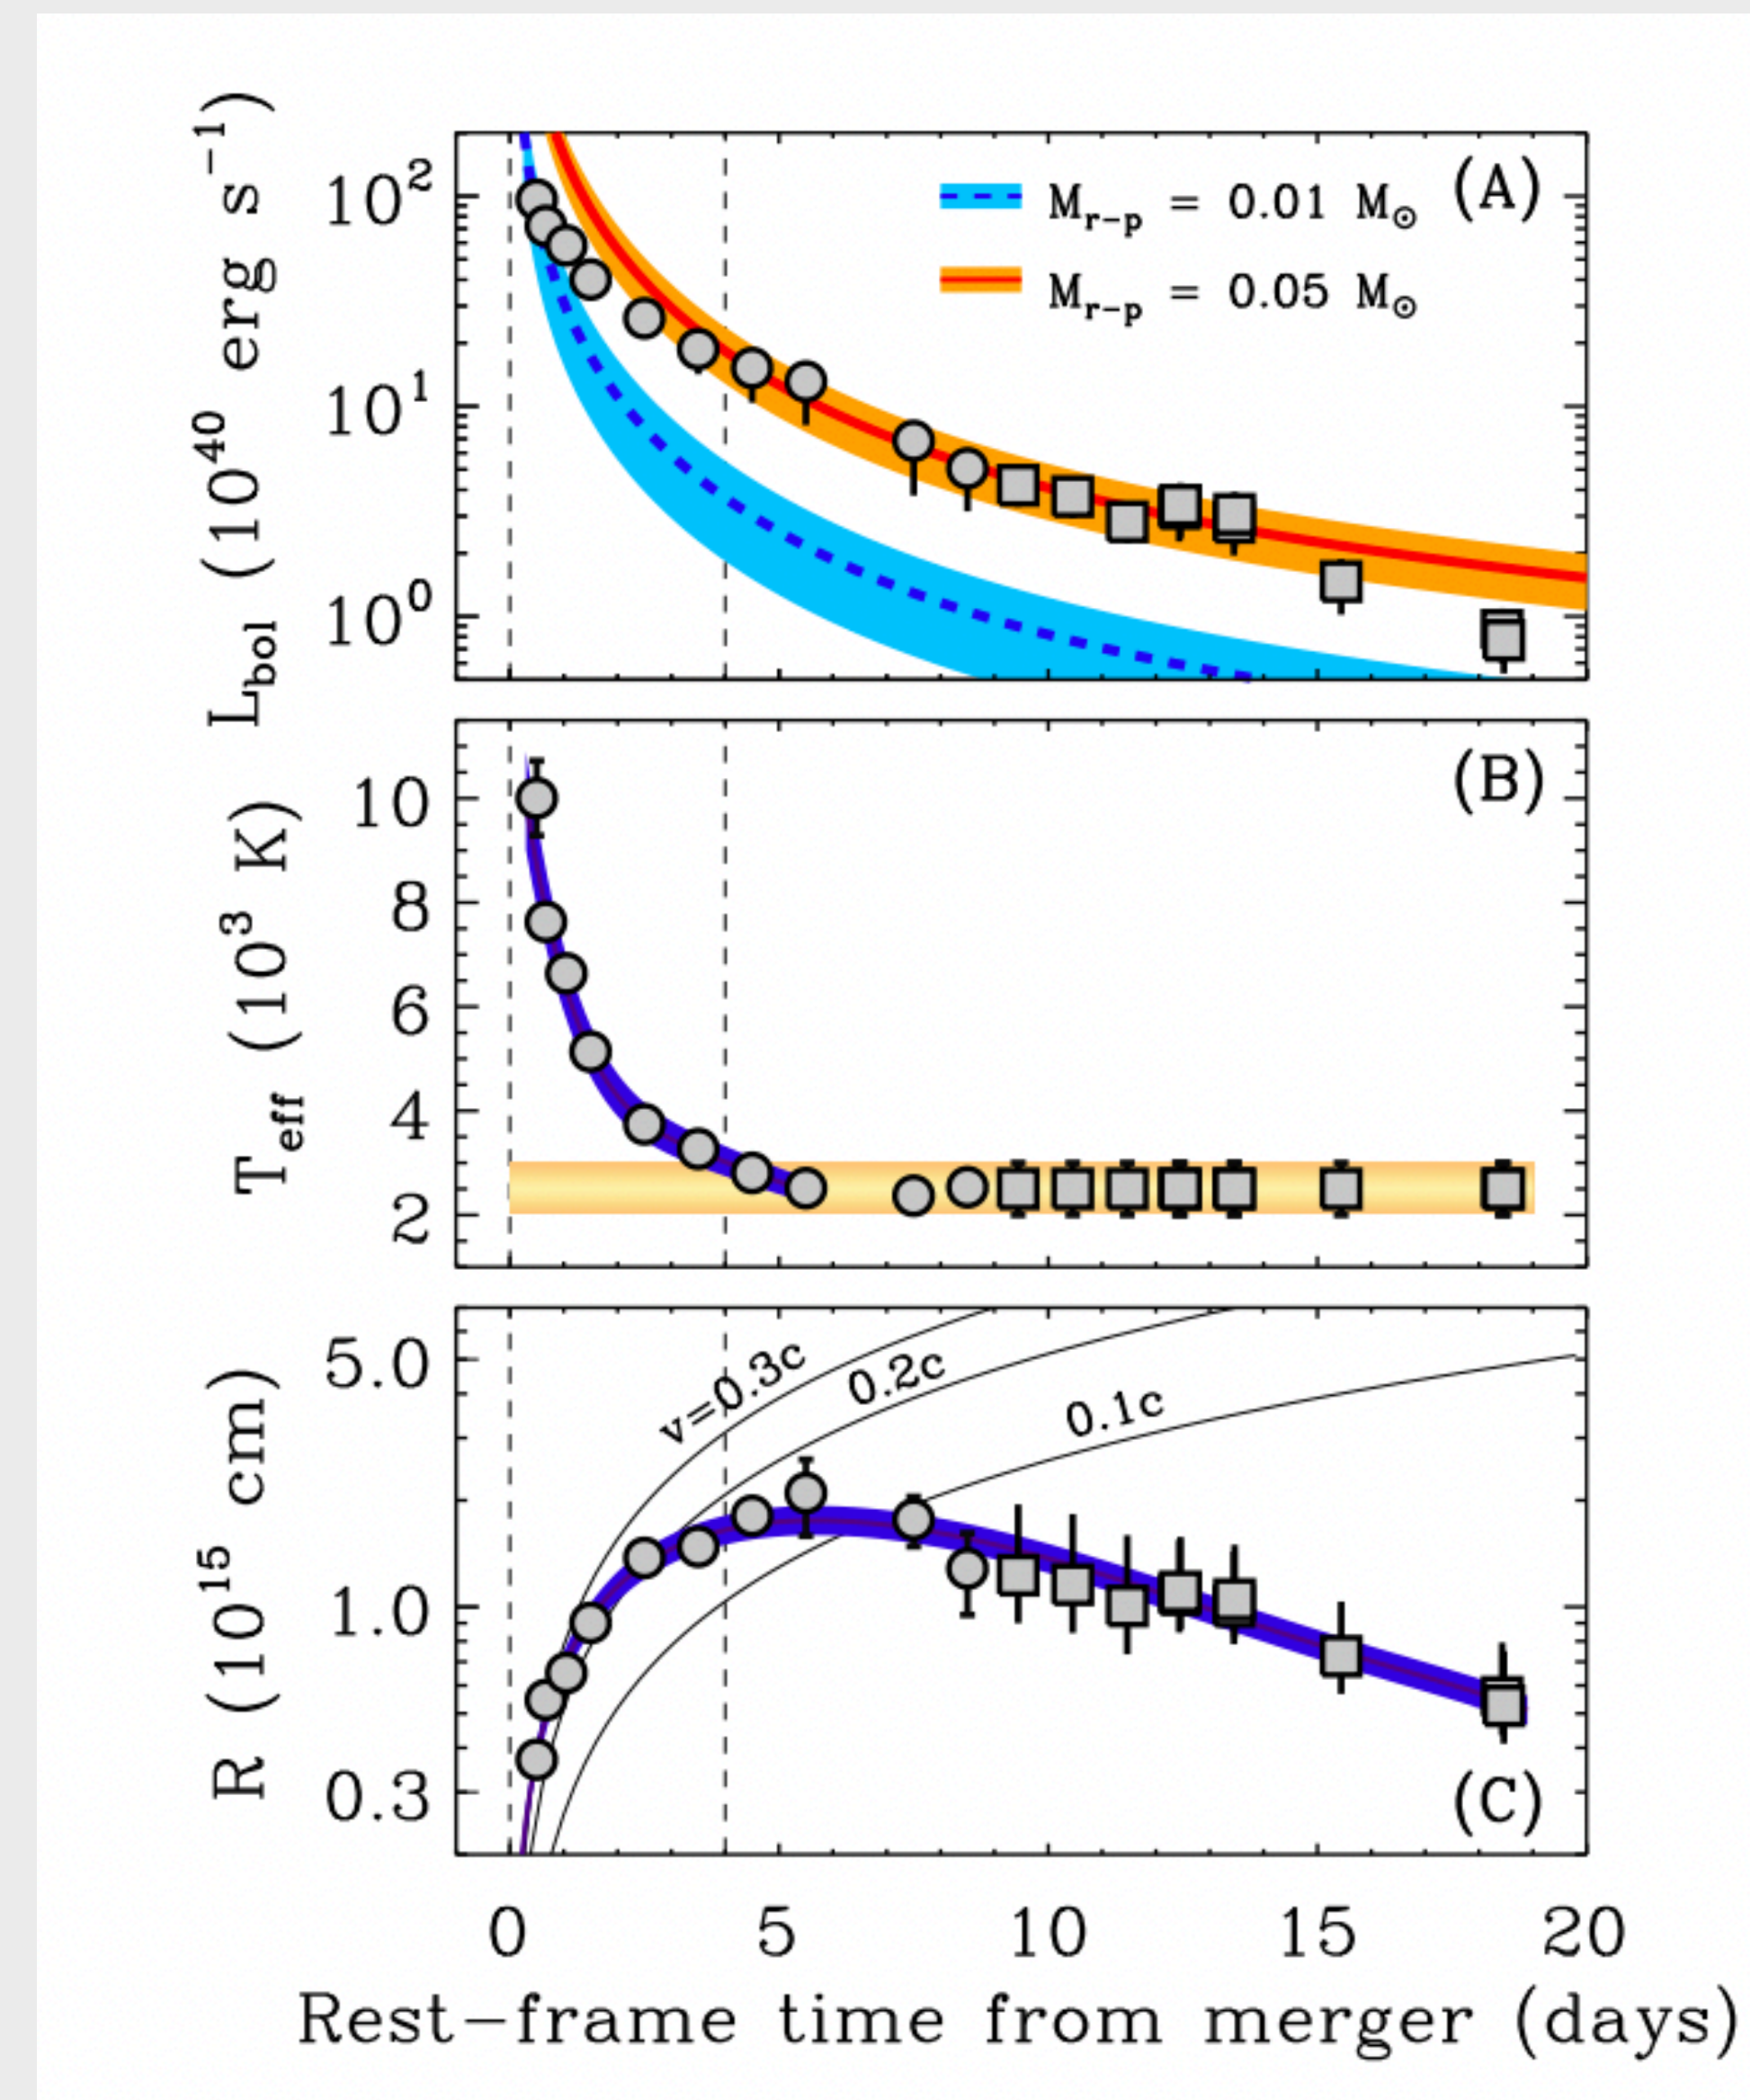 L_bol (10^40 erg s^−1)
10^2
10^1
10^0
M_r−p = 0.01 M_⊙
M_r−p = 0.05 M_⊙
(A)
T_eff (10^3 K)
10
8
6
4
2
(B)
R (10^15 cm)
5.0
1.0
0.3
v=0.3c
0.2c
0.1c
(C)
0 5 10 15 20
Rest−frame time from merger (days)